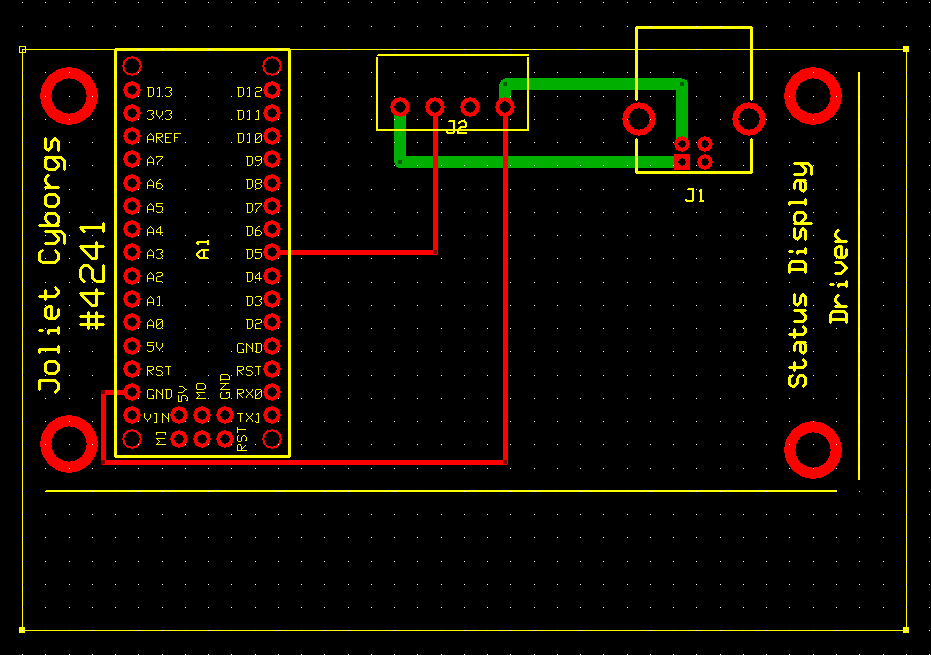 Joliet Cyborgs
#4241
D13
3V3
AREF
A7
A6
A5
A4
A3
A2
A1
A0
5V
RST
GND
VIN
5V
MO
GND
MI
RST
A1
D12
D11
D10
D9
D8
D7
D6
D5
D4
D3
D2
GND
RST
RX0
TX1
J2
J1
Status Display
Driver